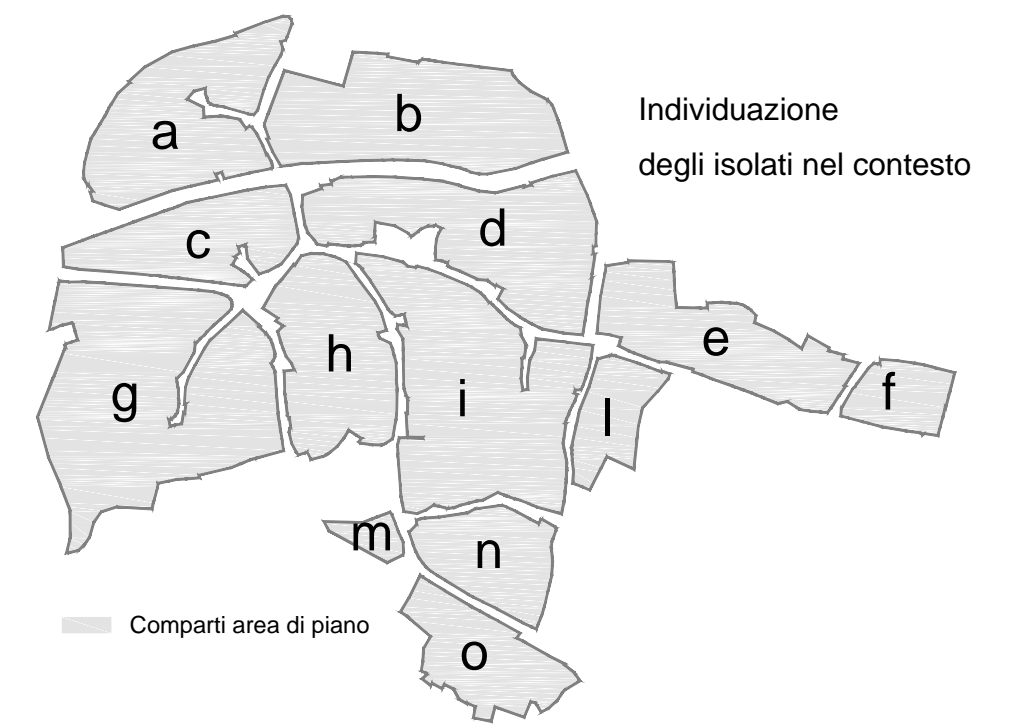 a
b
Individuazione
degli isolati nel contesto
c
d
e
f
g
h
i
l
m
n
o
Comparti area di piano